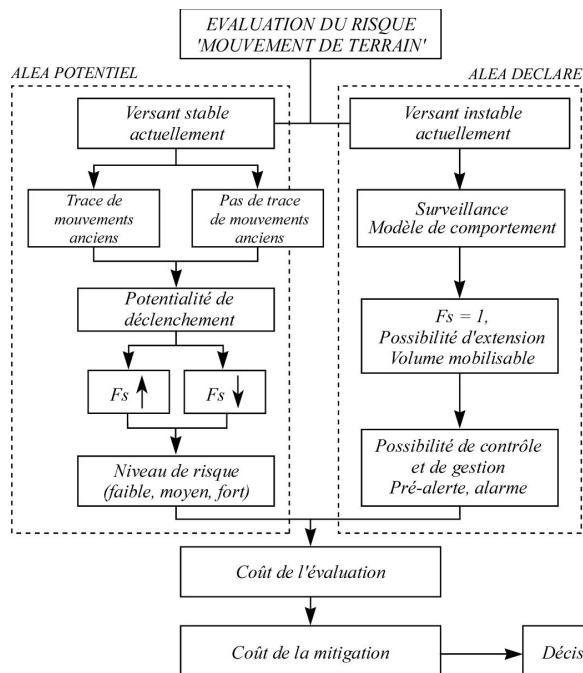 EVALUATION DU RISQUE
'MOUVEMENT DE TERRAIN'
ALEA POTENTIEL
ALEA DECLARE
Versant stable
actuellement
Versant instable
actuellement
Trace de
mouvements
anciens
Pas de trace
de mouvements
anciens
Surveillance
Modèle de comportement
Potentialité de
déclenchement
Fs = 1,
Possibilité d'extension
Volume mobilisable
Fs
Fs
Niveau de risque
(faible, moyen, fort)
Possibilité de contrôle
et de gestion
Pré-alerte, alarme
Coût de l'évaluation
Coût de la mitigation
Décis